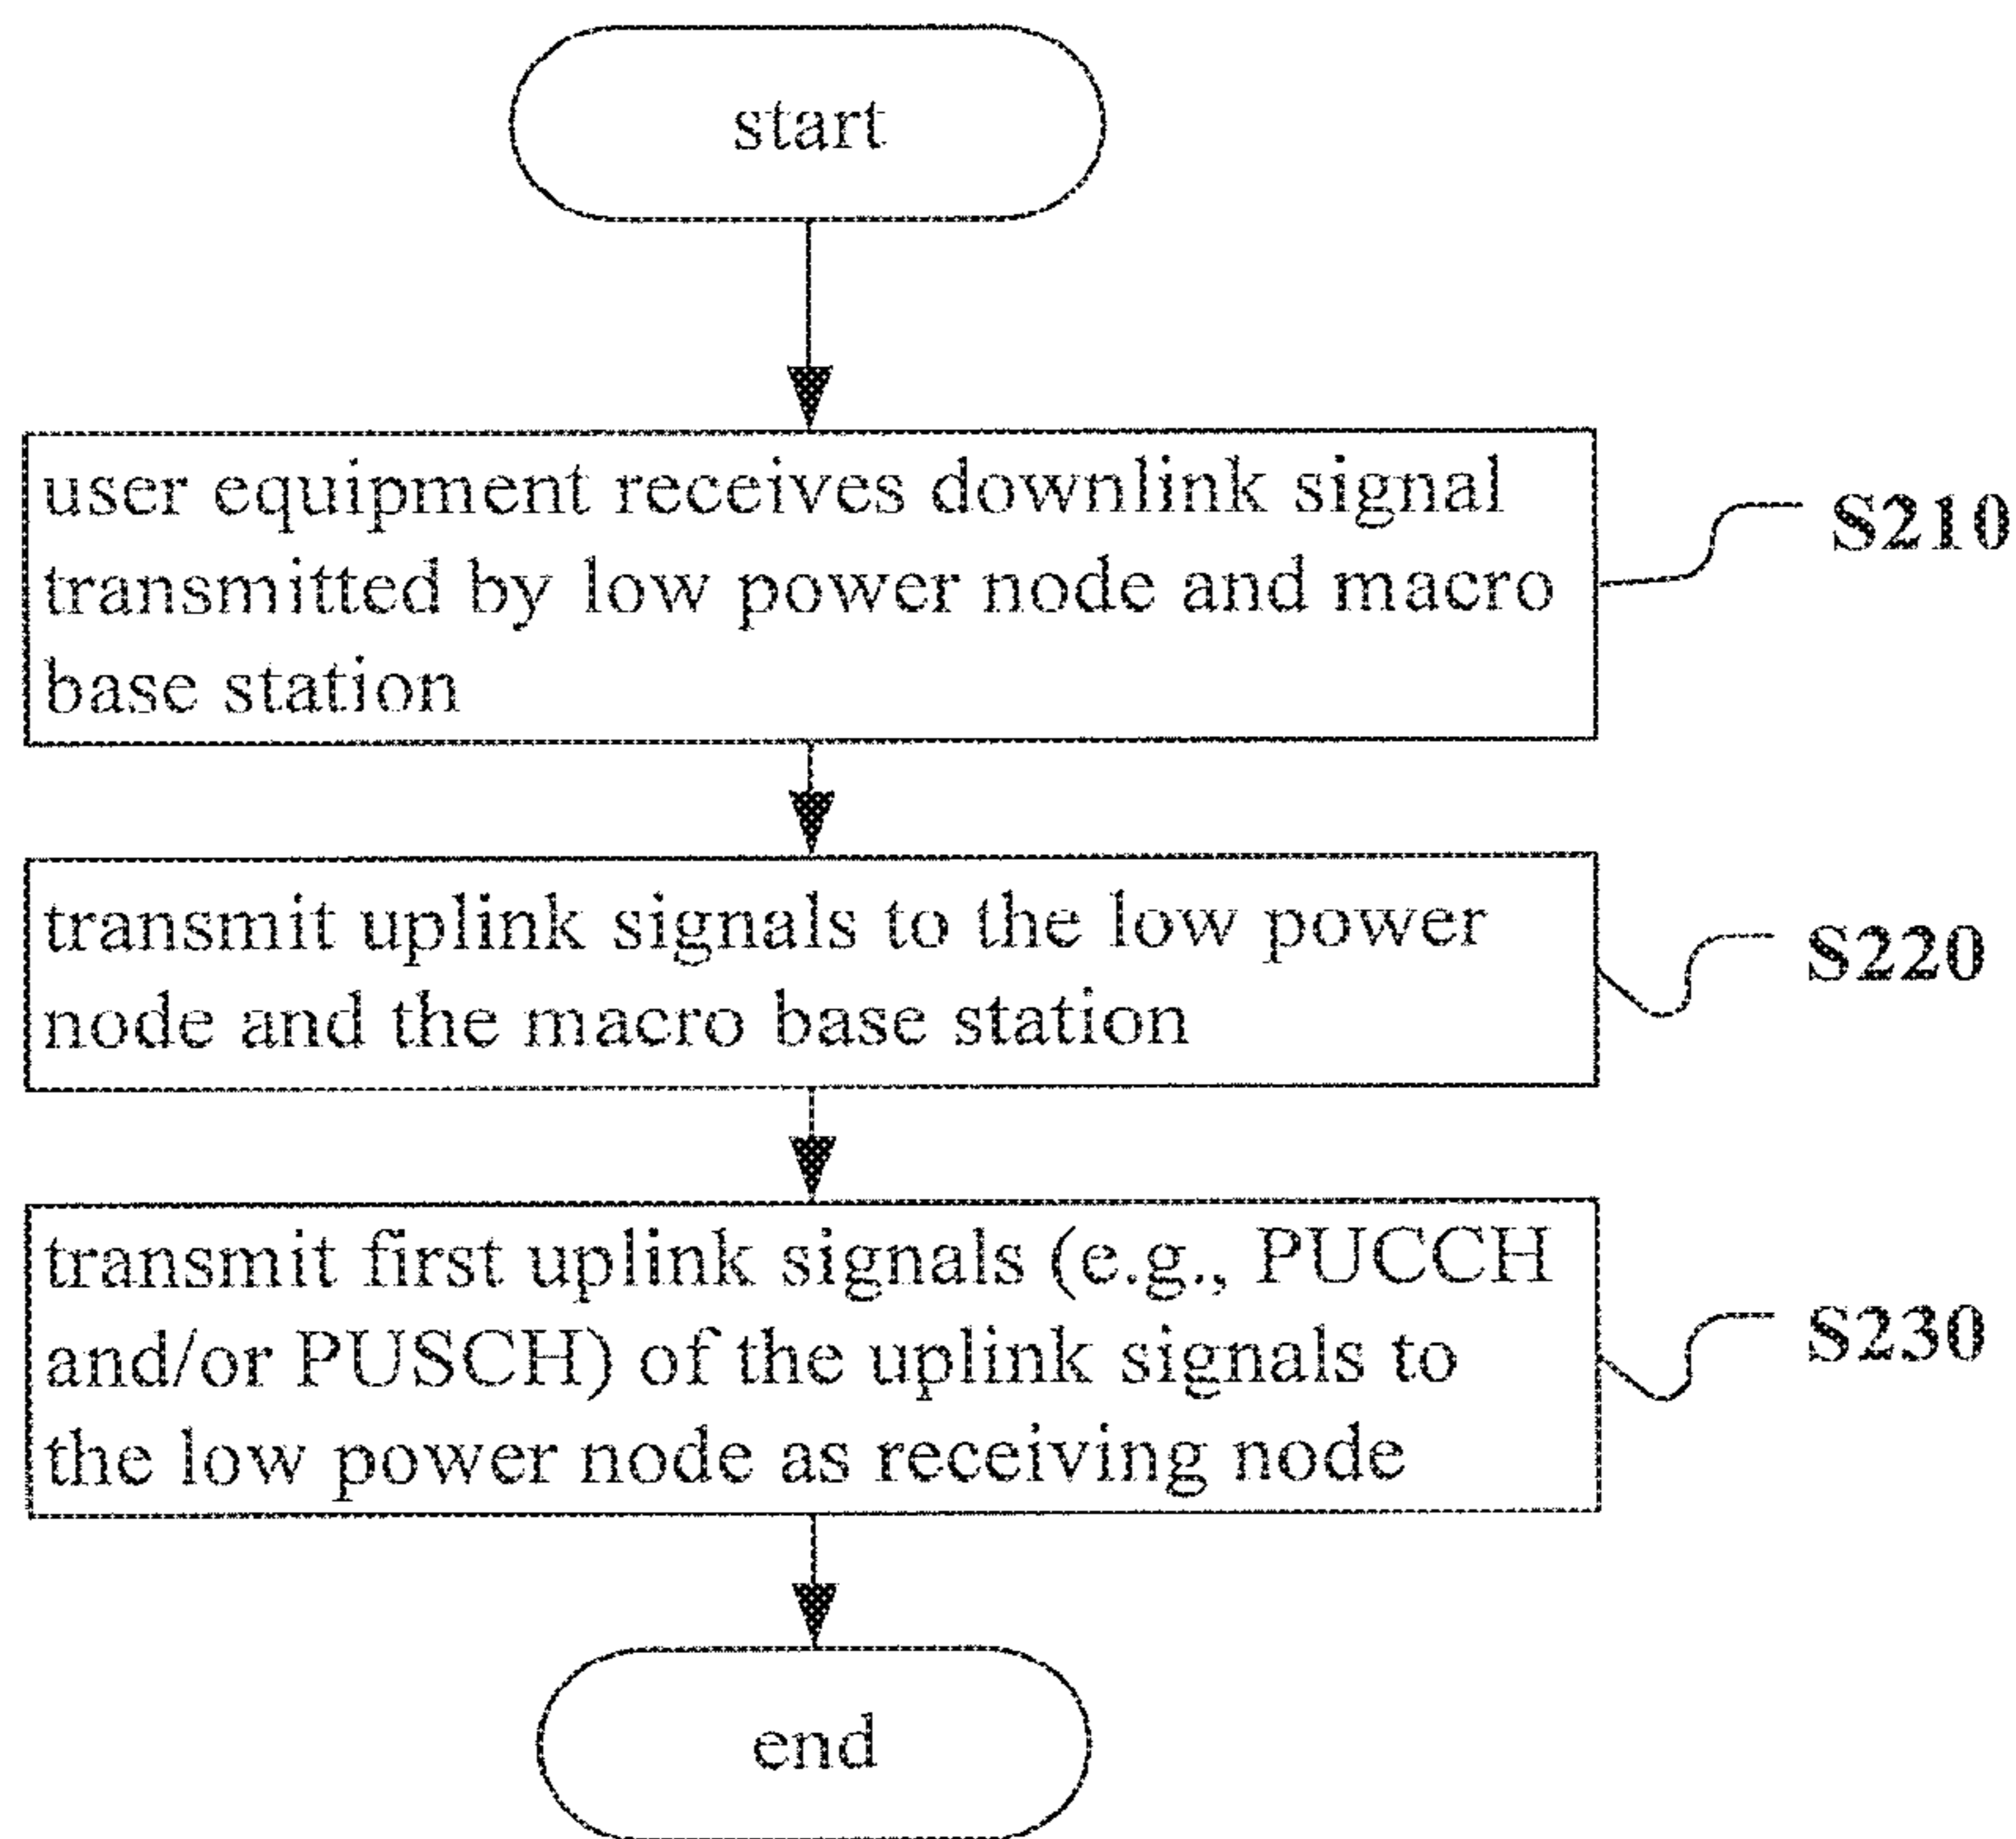 start
user equipment receives downlink signal
transmitted by low power node and macro
base station
S210
transmit uplink signals to the low power
node and the macro base station
S220
transmit first uplink signals (e.g., PUCCH
and/or PUSCH) of the uplink signals to
the low power node as receiving node
S230
end